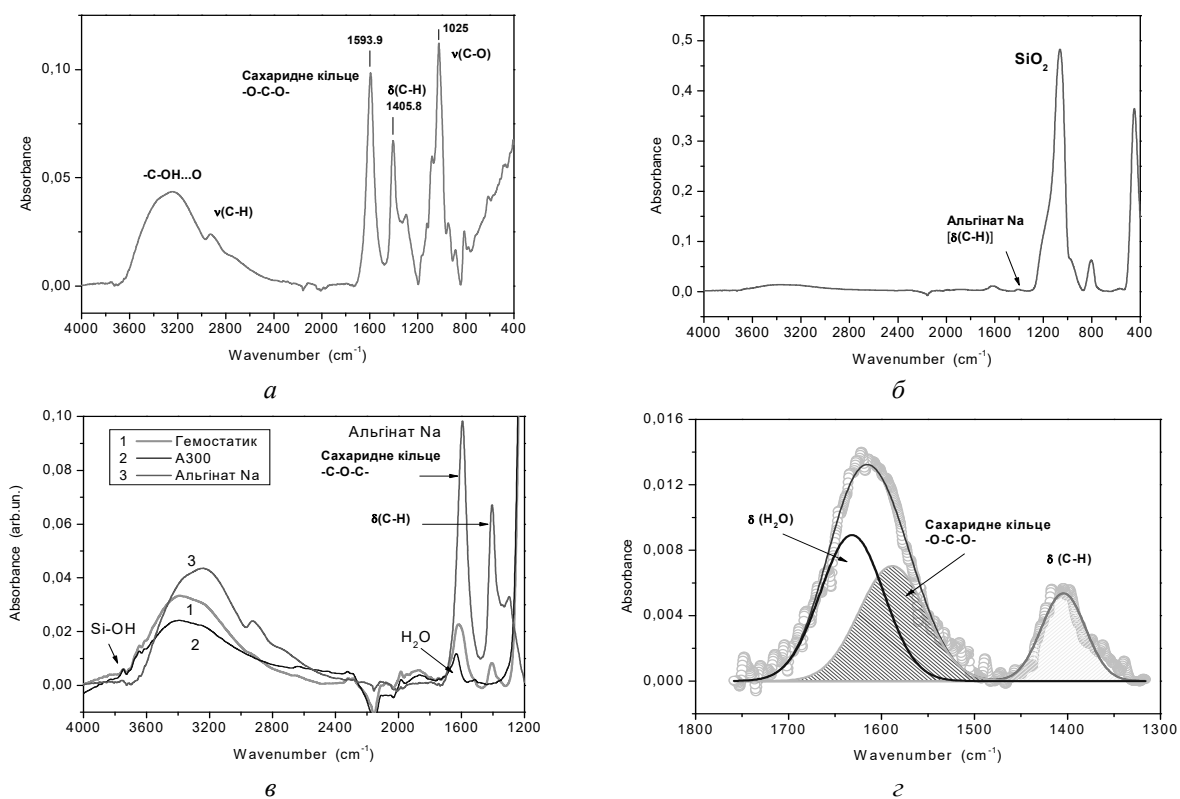 1593.9
1025
ν(C-O)
Сахаридне кільце
-O-C-O-
δ(C-H)
1405.8
-C-OH...O
ν(C-H)
0,10
0,05
0,00
Absorbance
4000 3600 3200 2800 2400 2000 1600 1200 800 400
Wavenumber (cm⁻¹)
а
0,5
0,4
0,3
0,2
0,1
0,0
Absorbance
SiO₂
Альгінат Na
[δ(C-H)]
4000 3600 3200 2800 2400 2000 1600 1200 800 400
Wavenumber (cm⁻¹)
б
0,10
0,08
0,06
0,04
0,02
0,00
Absorbance (arb.un.)
1 Гемостатик
2 А300
3 Альгінат Na
Альгінат Na
Сахаридне кільце
-C-O-C-
δ(C-H)
3
1
2
Si-OH
H₂O
4000 3600 3200 2800 2400 2000 1600 1200
Wavenumber (cm⁻¹)
в
0,016
0,012
0,008
0,004
0,000
Absorbance
δ (H₂O)
Сахаридне кільце
-O-C-O-
δ (C-H)
1800 1700 1600 1500 1400 1300
Wavenumber (cm⁻¹)
г